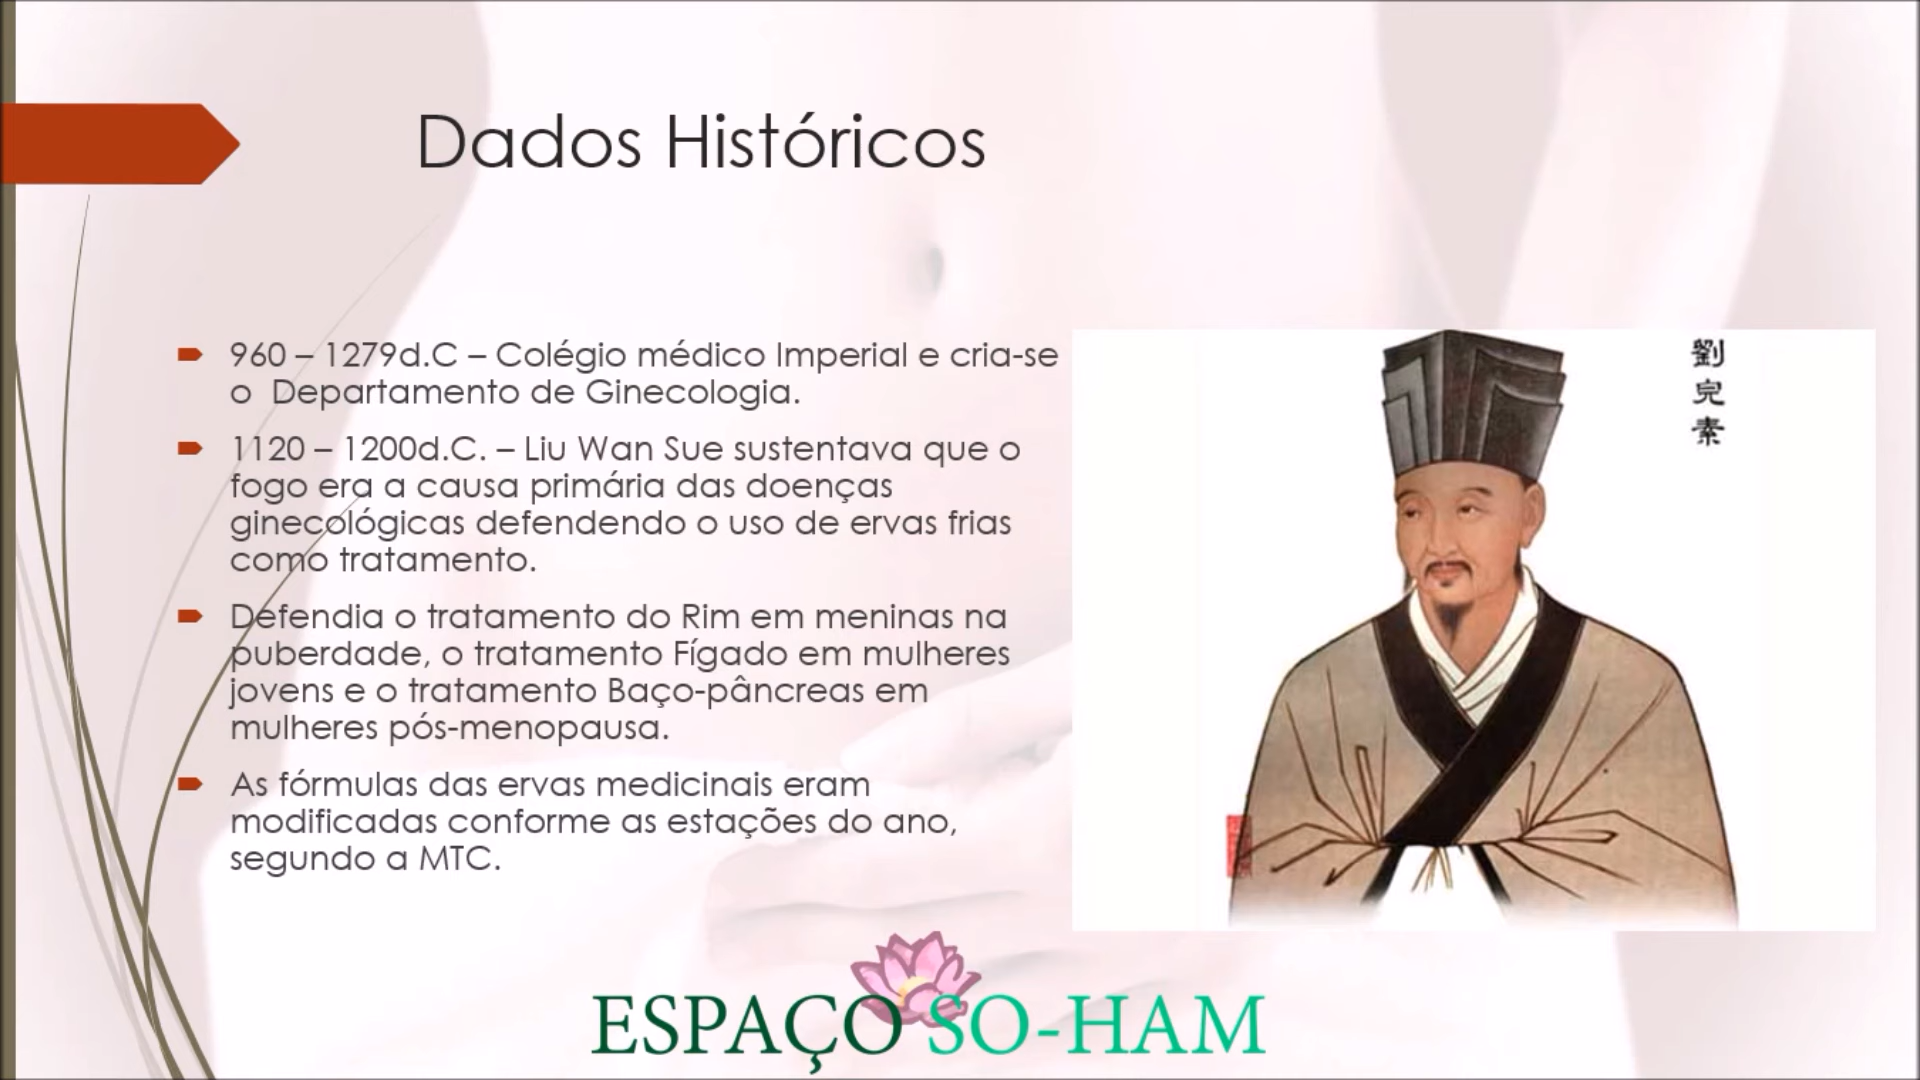 Dados Históricos
960 – 1279d.C – Colégio médico Imperial e cria-se
o  Departamento de Ginecologia.
1120 – 1200d.C. – Liu Wan Sue sustentava que o
fogo era a causa primária das doenças
ginecológicas defendendo o uso de ervas frias
como tratamento.
Defendia o tratamento do Rim em meninas na
puberdade, o tratamento Fígado em mulheres
jovens e o tratamento Baço-pâncreas em
mulheres pós-menopausa.
As fórmulas das ervas medicinais eram
modificadas conforme as estações do ano,
segundo a MTC.
劉完素
ESPAÇO SO-HAM